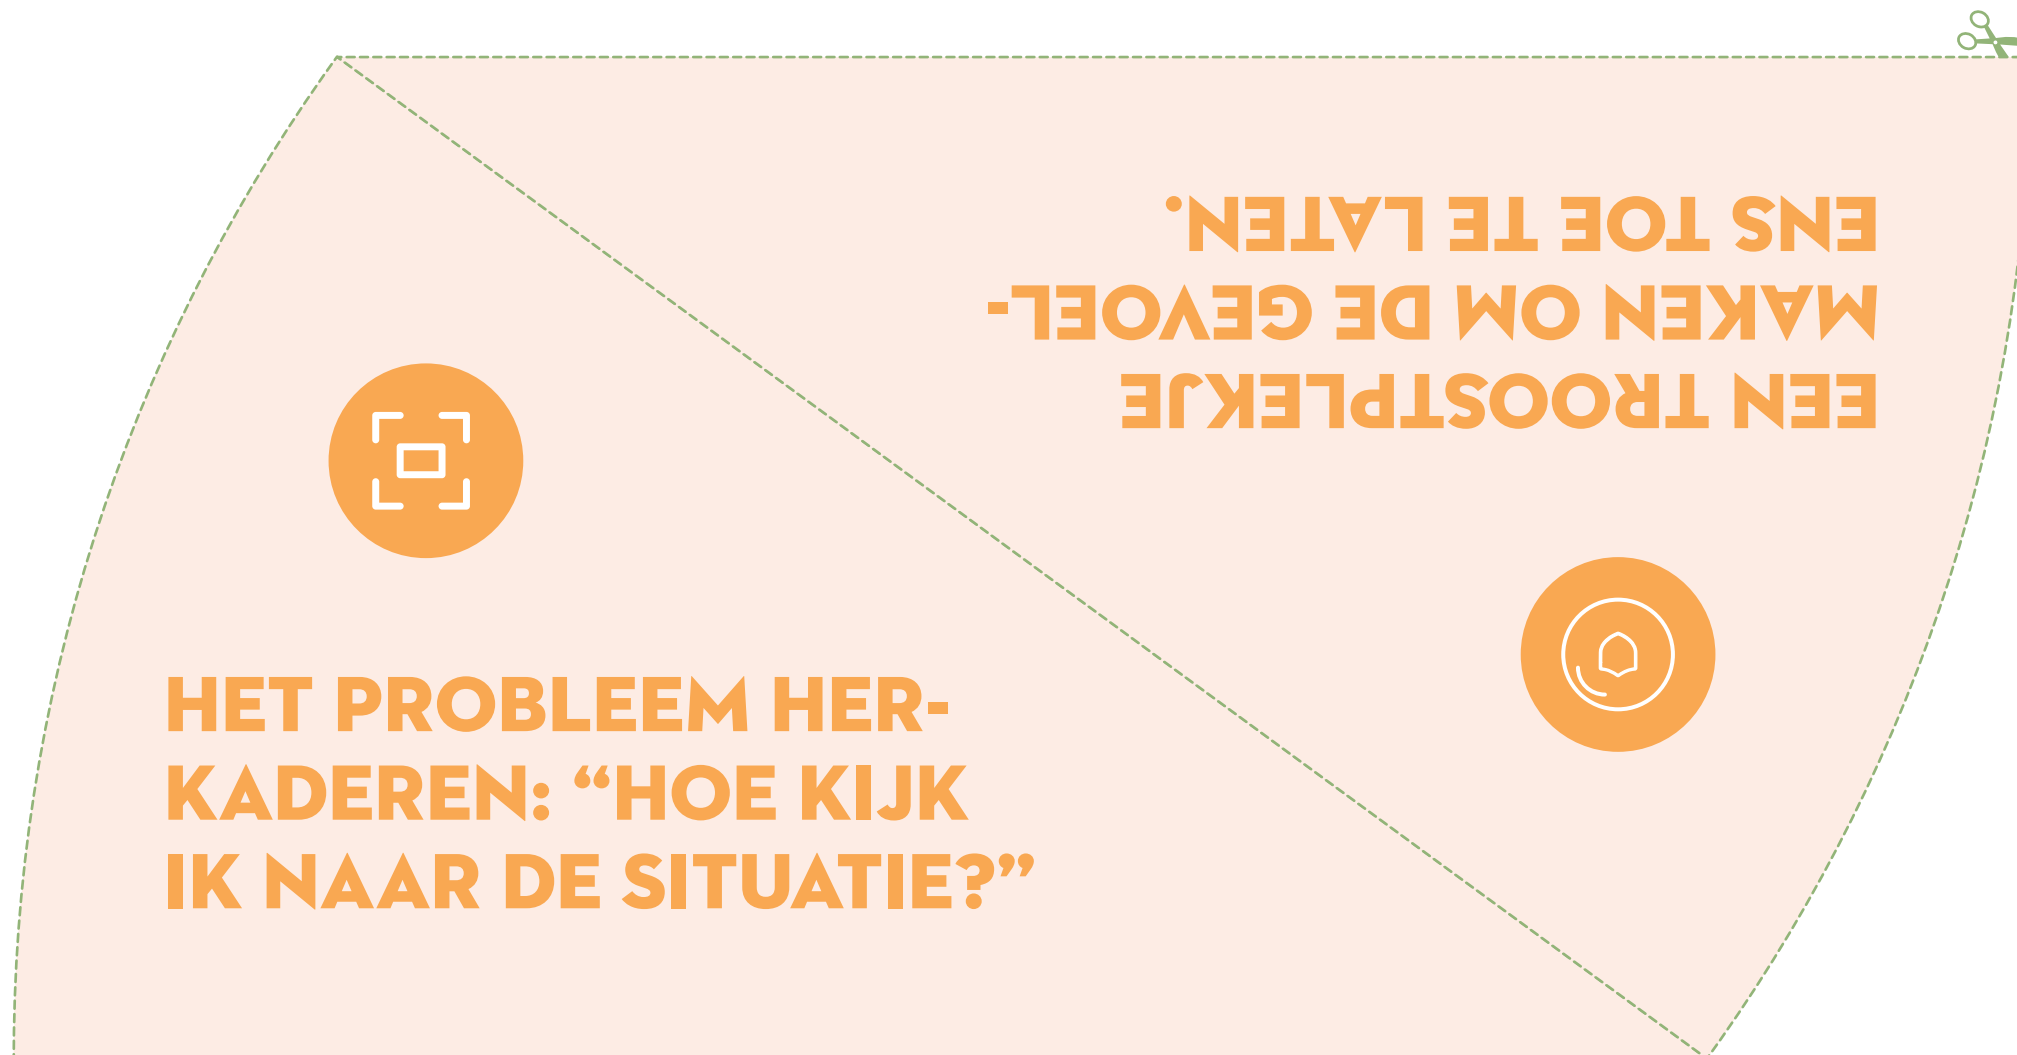 EEN TROOSTPLEKJE
MAKEN OM DE GEVOEL-
ENS TOE TE LATEN.
HET PROBLEEM HER-
KADEREN: “HOE KIJK
IK NAAR DE SITUATIE?”